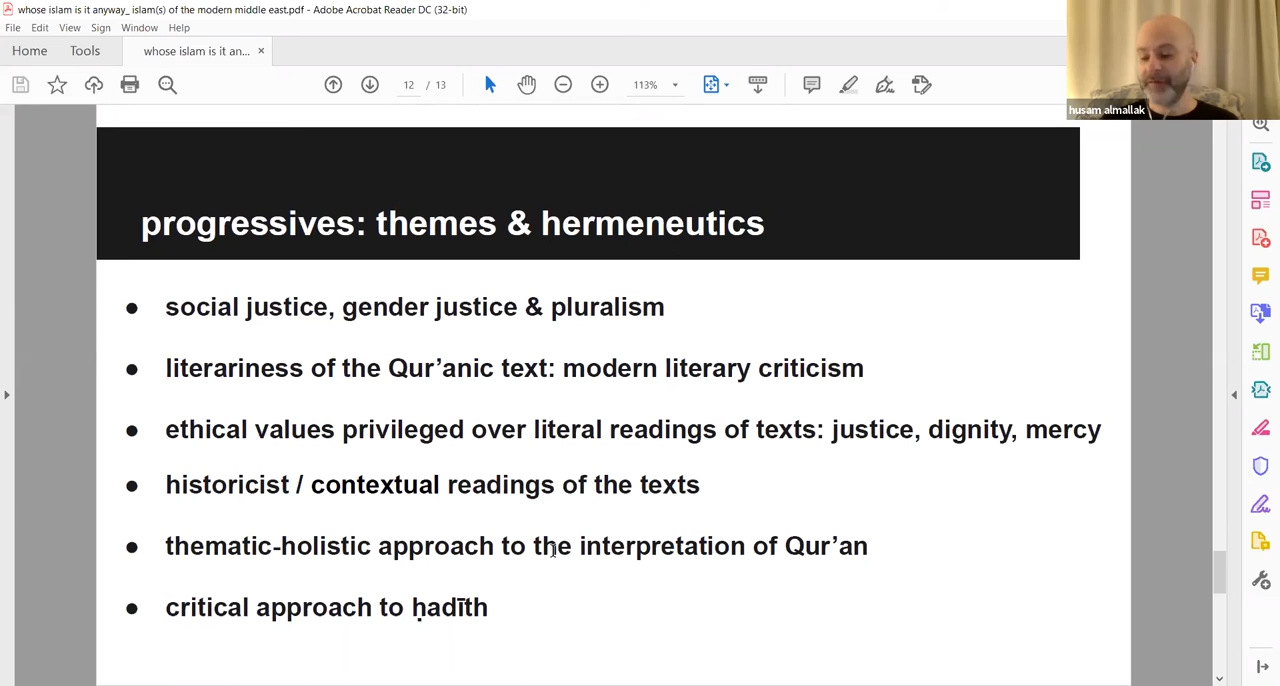 whose islam is it anyway_ islam(s) of the modern middle east.pdf - Adobe Acrobat Reader DC (32-bit)
File Edit View Sign Window Help
Home Tools whose islam is it an... ×
12 / 13 113%
husam almallak
progressives: themes & hermeneutics
● social justice, gender justice & pluralism
● literariness of the Qur’anic text: modern literary criticism
● ethical values privileged over literal readings of texts: justice, dignity, mercy
● historicist / contextual readings of the texts
● thematic-holistic approach to the interpretation of Qur’an
● critical approach to ḥadīth